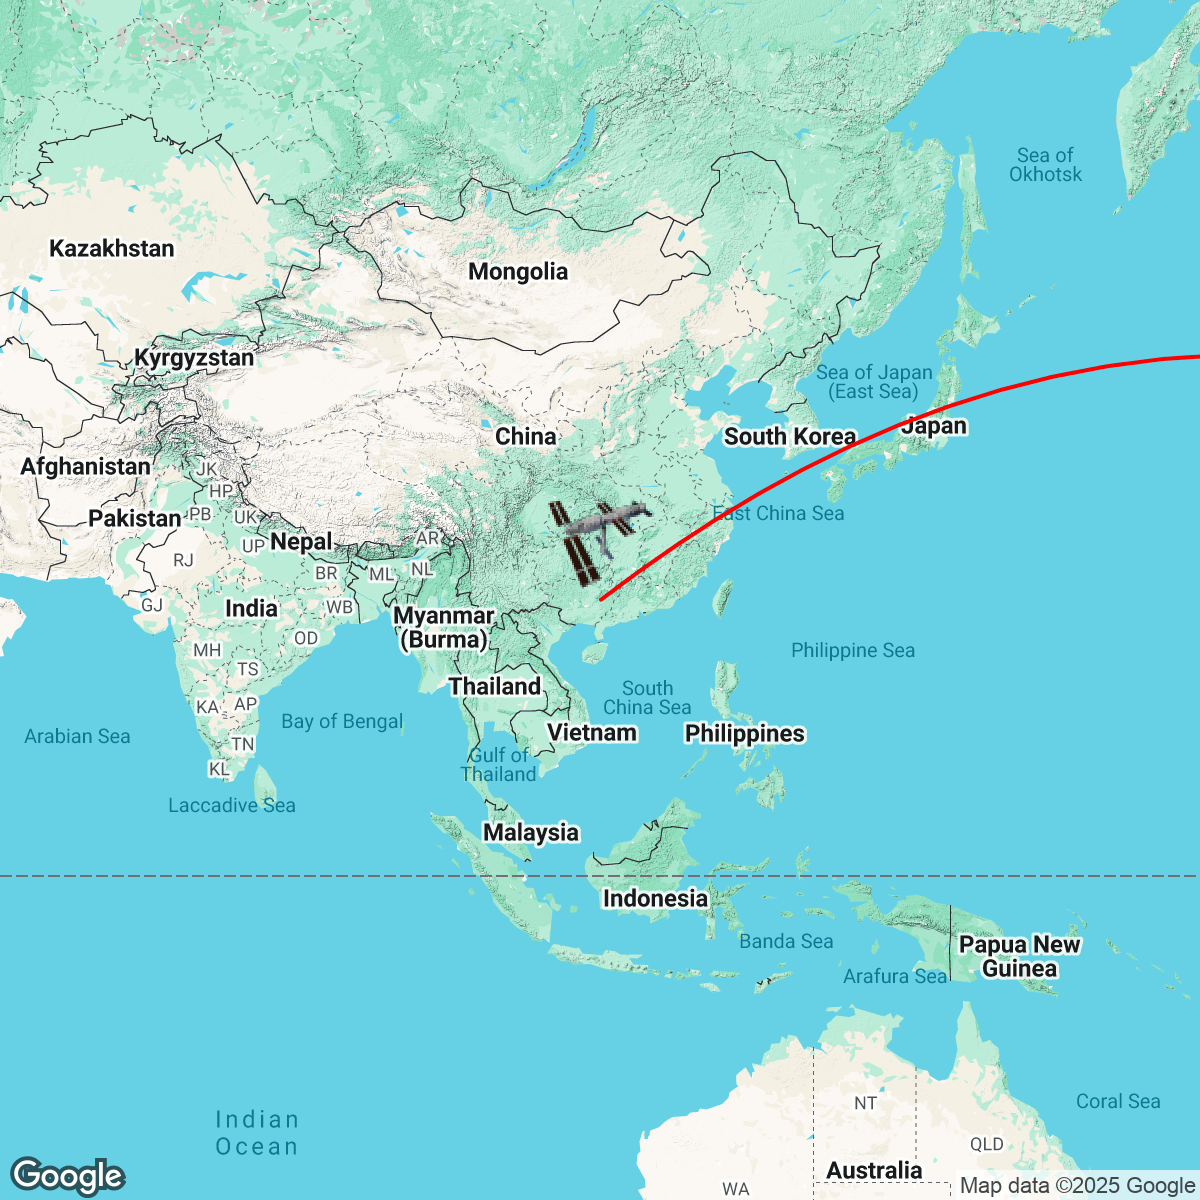 Sea of
Okhotsk
Kazakhstan
Mongolia
Kyrgyzstan
Sea of Japan
(East Sea)
China
South Korea
Japan
Afghanistan
JK
HP
Pakistan
PB
UK
East China Sea
Nepal
AR
UP
RJ
BR
ML
NL
GJ
India
WB
Myanmar
(Burma)
OD
MH
Philippine Sea
TS
Thailand
South
China Sea
KA
AP
Bay of Bengal
Arabian Sea
Vietnam
Philippines
TN
Gulf of
Thailand
KL
Laccadive Sea
Malaysia
Indonesia
Banda Sea
Papua New
Guinea
Arafura Sea
Indian
Ocean
NT
Coral Sea
QLD
Australia
WA
Google
Map data ©2025 Google